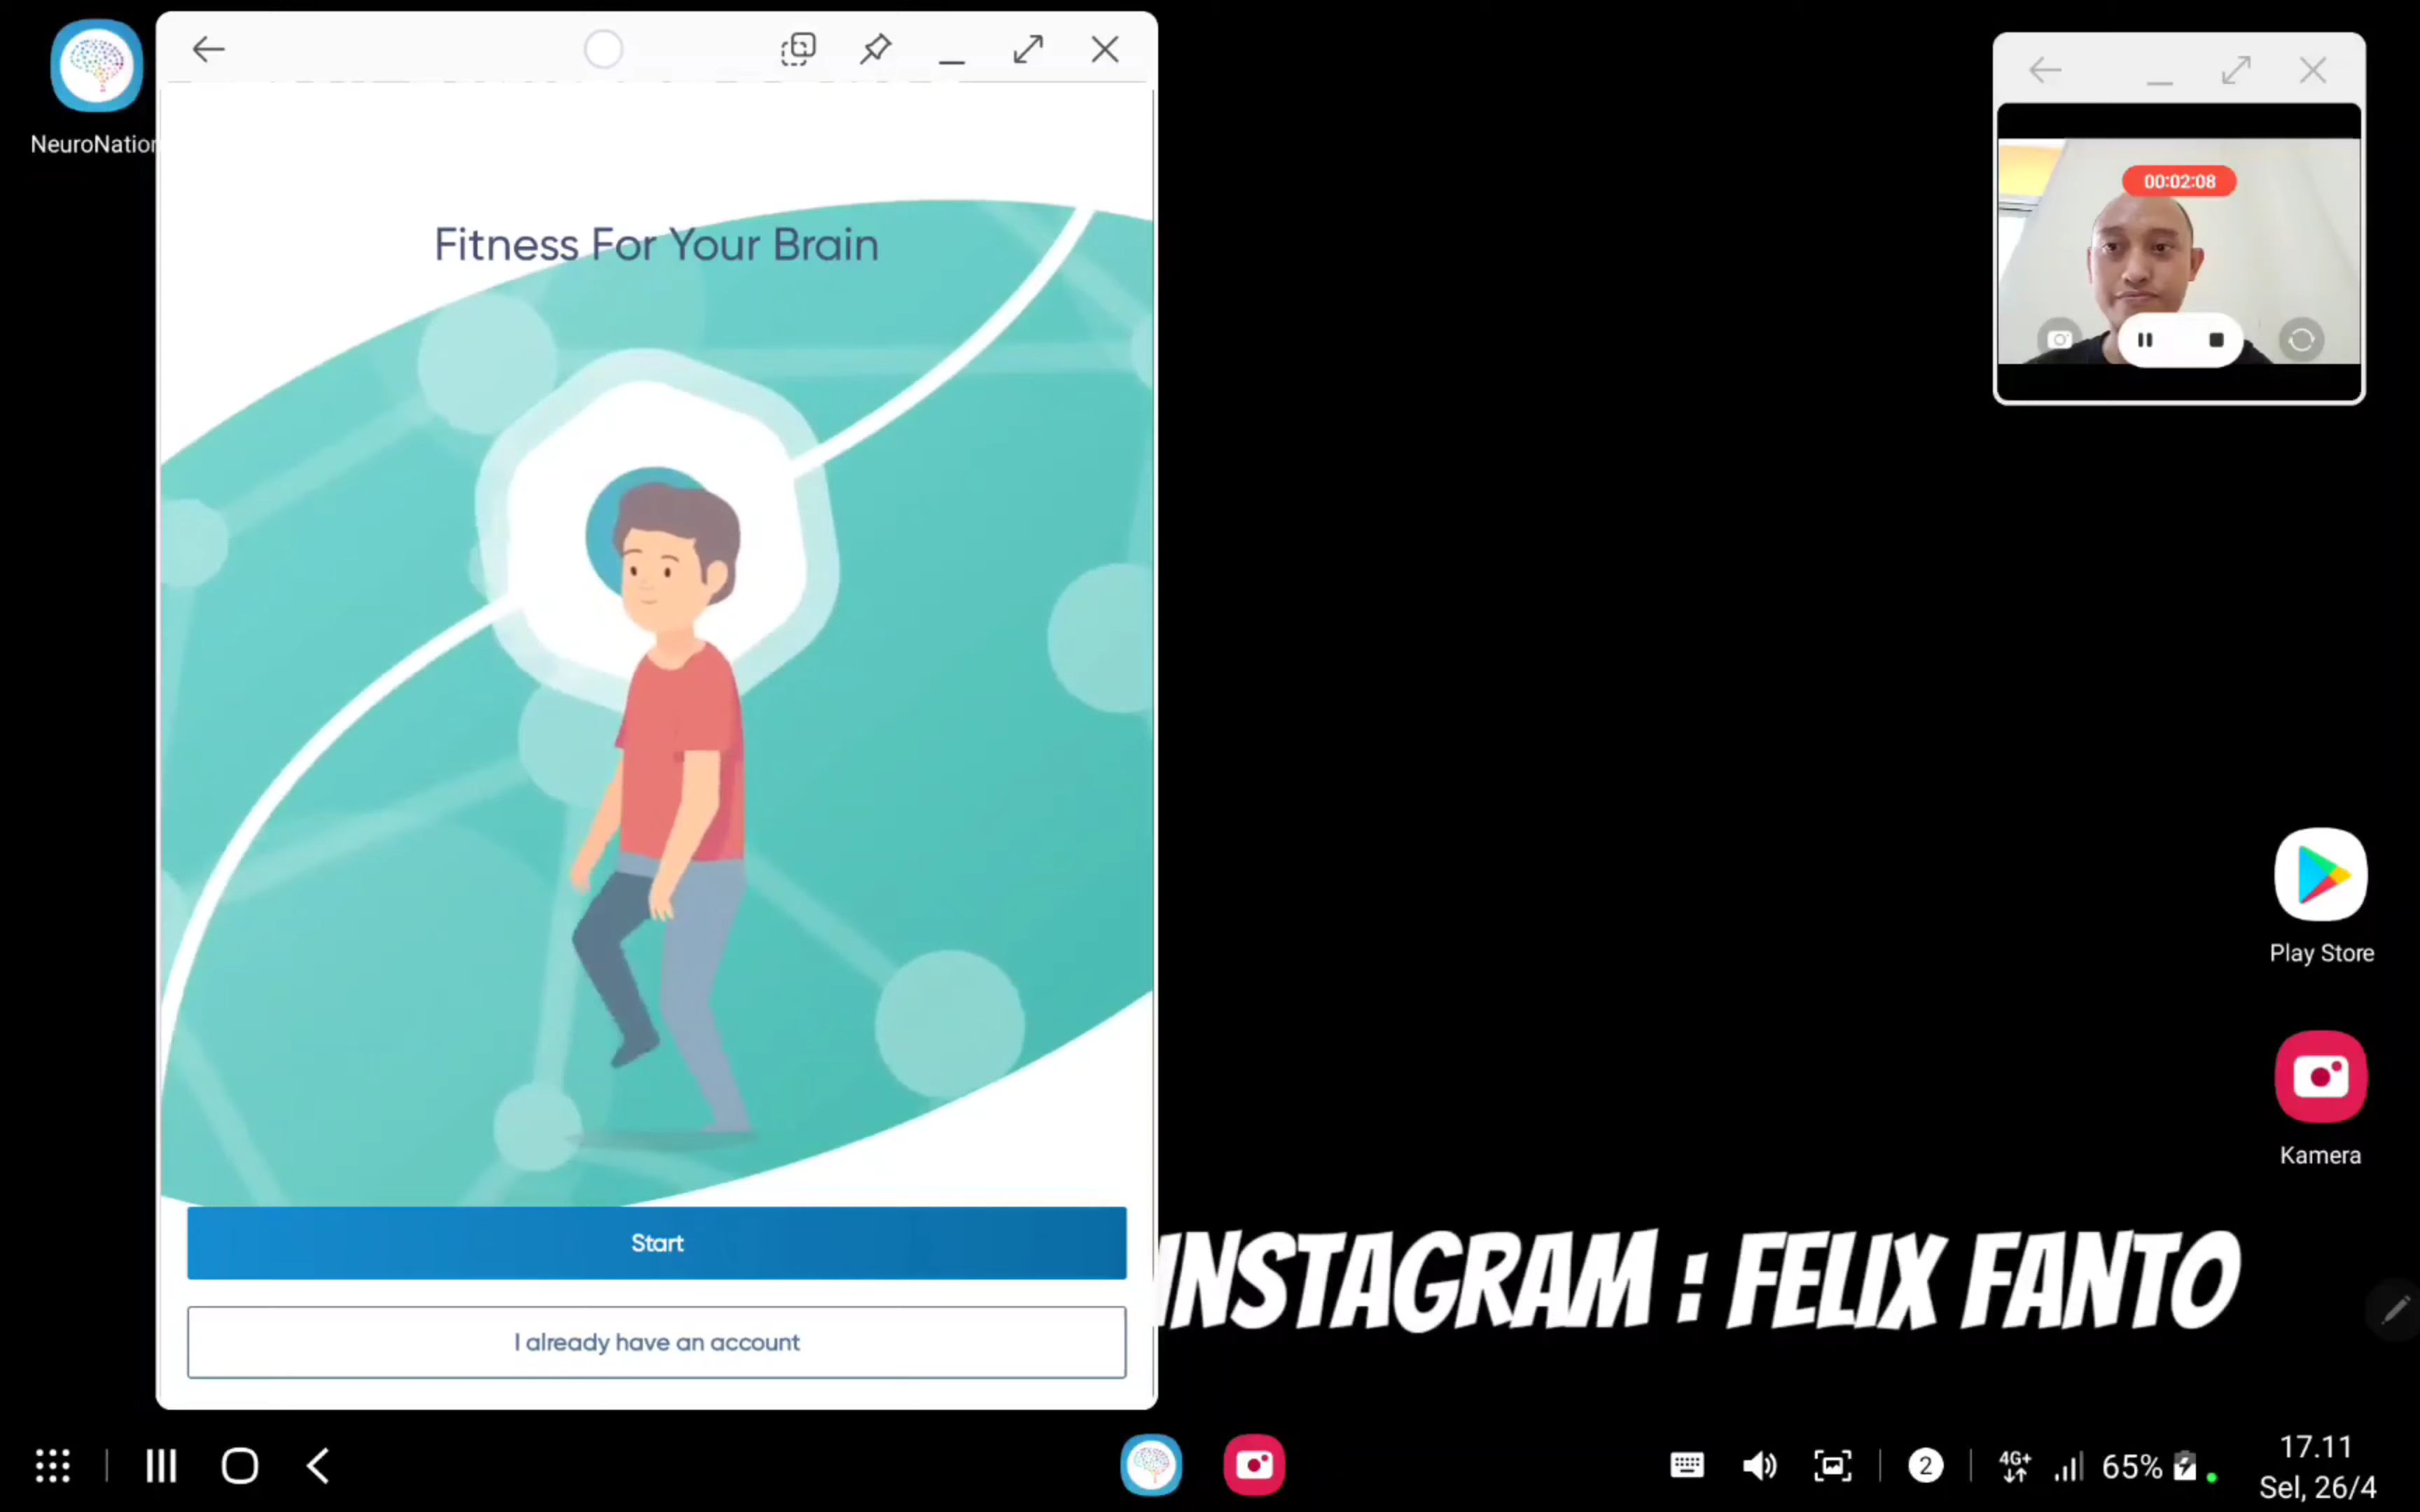 NeuroNation
Fitness For Your Brain
00:02:08
Play Store
Kamera
Start
I already have an account
INSTAGRAM : FELIX FANTO
2
4G+
65%
17.11
Sel, 26/4